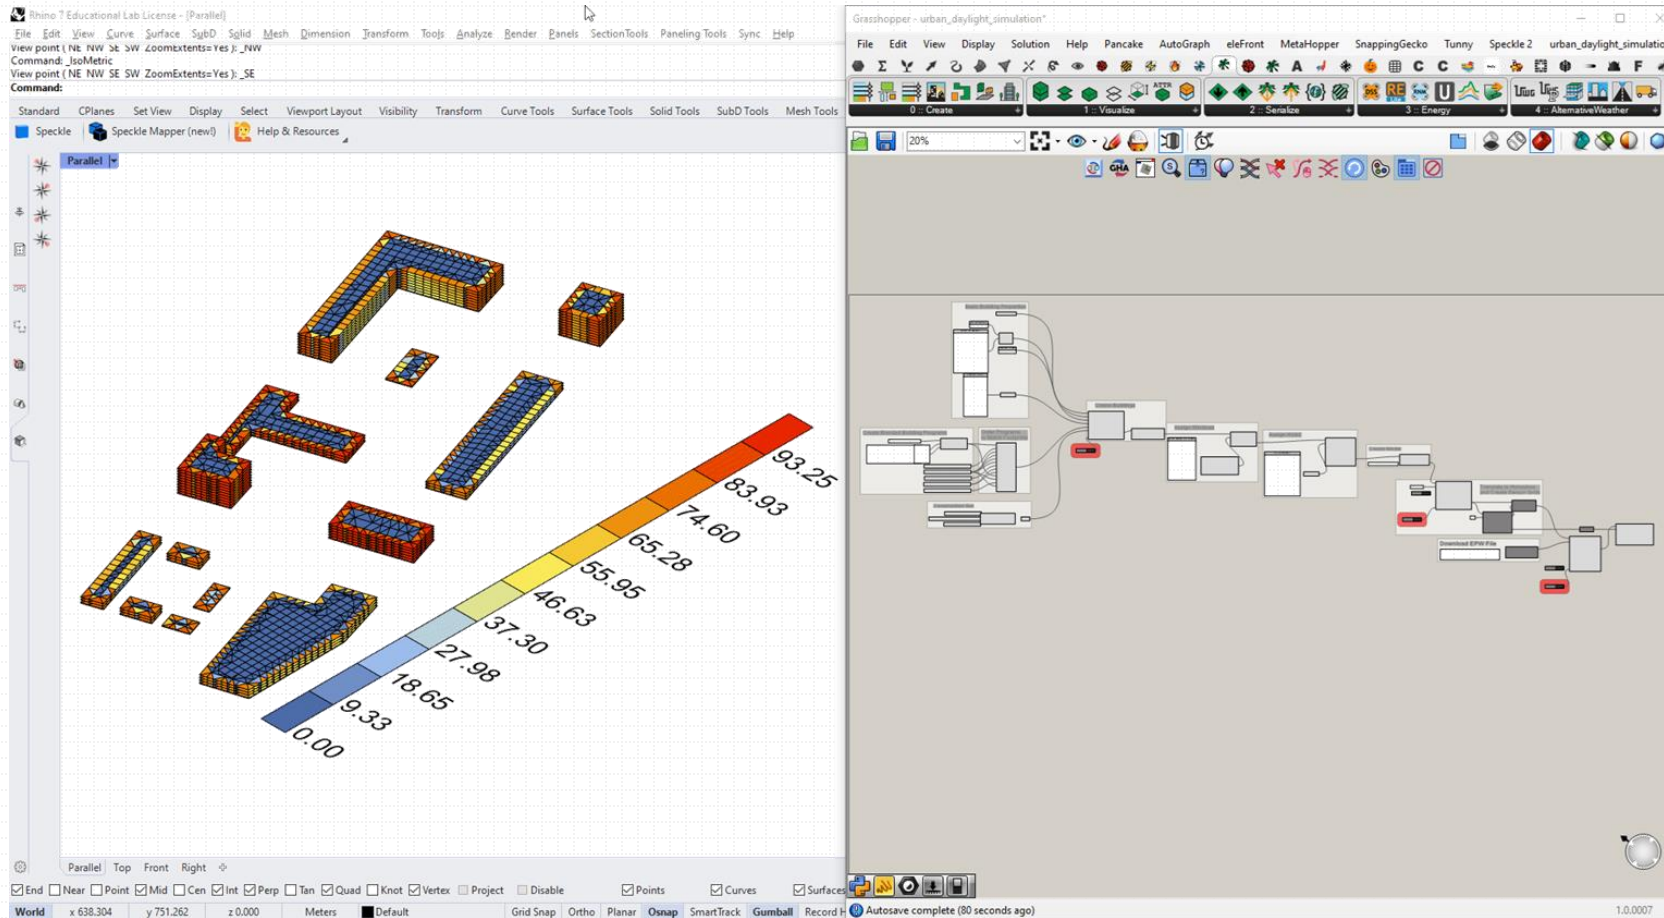 Rhino 7 Educational Lab License - [Parallel]
File Edit View Curve Surface SubD Solid Mesh Dimension Transform Tools Analyze Render Panels SectionTools Paneling Tools Sync Help
View point ( NE NW SE SW ZoomExtents=Yes ): _NW
Command: _IsoMetric
View point ( NE NW SE SW ZoomExtents=Yes ): _SE
Command:
Standard CPlanes Set View Display Select Viewport Layout Visibility Transform Curve Tools Surface Tools Solid Tools SubD Tools Mesh Tools
Speckle Speckle Mapper (new!) Help & Resources
Parallel
93.25
83.93
74.60
65.28
55.95
46.63
37.30
27.98
18.65
9.33
0.00
Parallel Top Front Right
End Near Point Mid Cen Int Perp Tan Quad Knot Vertex Project Disable Points Curves Surfaces
World x 638.304 y 751.262 z 0.000 Meters Default Grid Snap Ortho Planar Osnap SmartTrack Gumball Record H
Grasshopper - urban_daylight_simulation*
File Edit View Display Solution Help Pancake AutoGraph eleFront MetaHopper SnappingGecko Tunny Speckle 2 urban_daylight_simulatio
0 :: Create 1 :: Visualize 2 :: Serialize 3 :: Energy 4 :: AlternativeWeather
20%
GHA
Download EPW File
Autosave complete (80 seconds ago)
1.0.0007